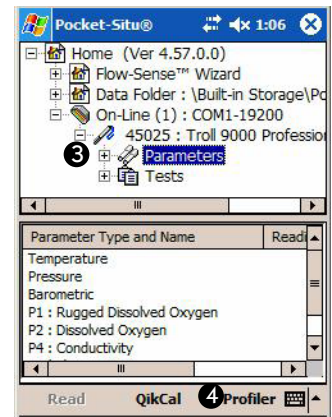 Pocket-Situ® 1:06
Home (Ver 4.57.0.0)
Flow-Sense™ Wizard
Data Folder : \Built-in Storage\Po
On-Line (1) : COM1-19200
45025 : Troll 9000 Profession
3 Parameters
Tests
Parameter Type and Name Readi
Temperature
Pressure
Barometric
P1 : Rugged Dissolved Oxygen
P2 : Dissolved Oxygen
P4 : Conductivity
Read QikCal 4 Profiler